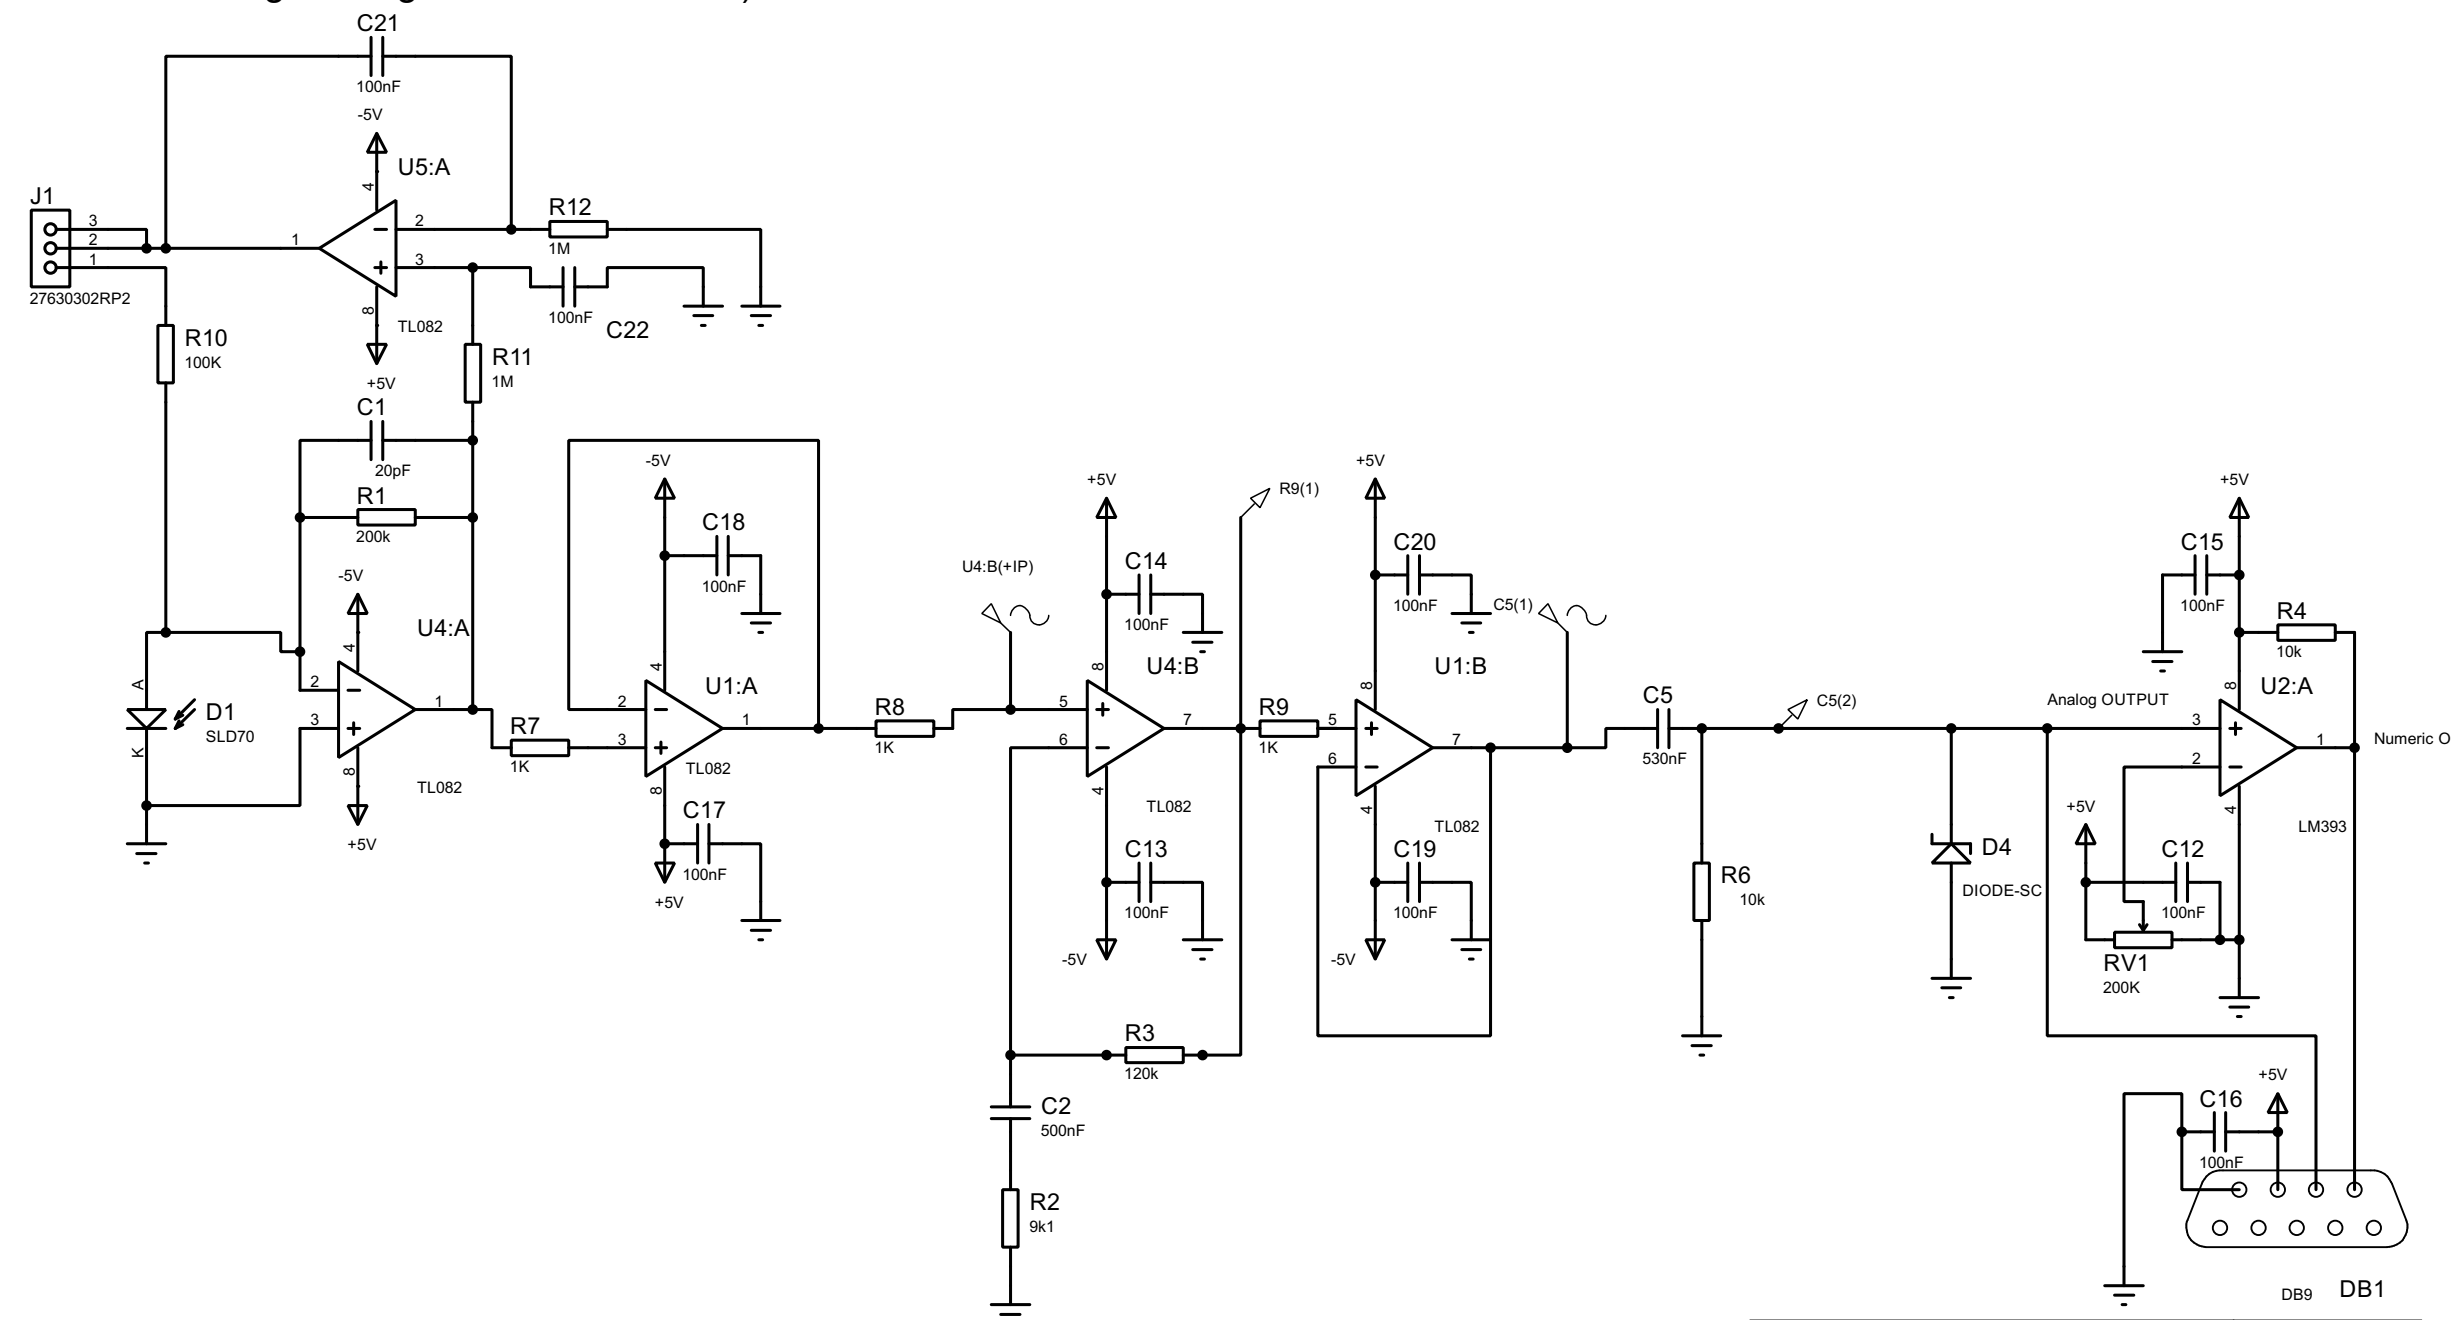 C21
100nF
-5V
U5:A
4
J1
3
2
1
27630302RP2
1
2
3
8
R12
1M
100nF
C22
TL082
+5V
R10
100K
R11
1M
C1
20pF
R1
200k
-5V
4
U4:A
A
D1
SLD70
K
2
3
1
8
TL082
+5V
R7
1K
-5V
C18
100nF
4
U1:A
2
3
1
TL082
8
C17
100nF
+5V
R8
1K
U4:B(+IP)
+5V
C14
100nF
8
U4:B
5
6
7
4
TL082
C13
100nF
-5V
R3
120k
C2
500nF
R2
9k1
R9(1)
R9
1K
+5V
C20
100nF
C5(1)
8
U1:B
5
6
7
4
TL082
C19
100nF
-5V
C5
530nF
C5(2)
R6
10k
D4
DIODE-SC
Analog OUTPUT
+5V
C15
100nF
R4
10k
8
U2:A
3
2
1
4
Numeric O
LM393
+5V
C12
100nF
RV1
200K
+5V
C16
100nF
DB9
DB1